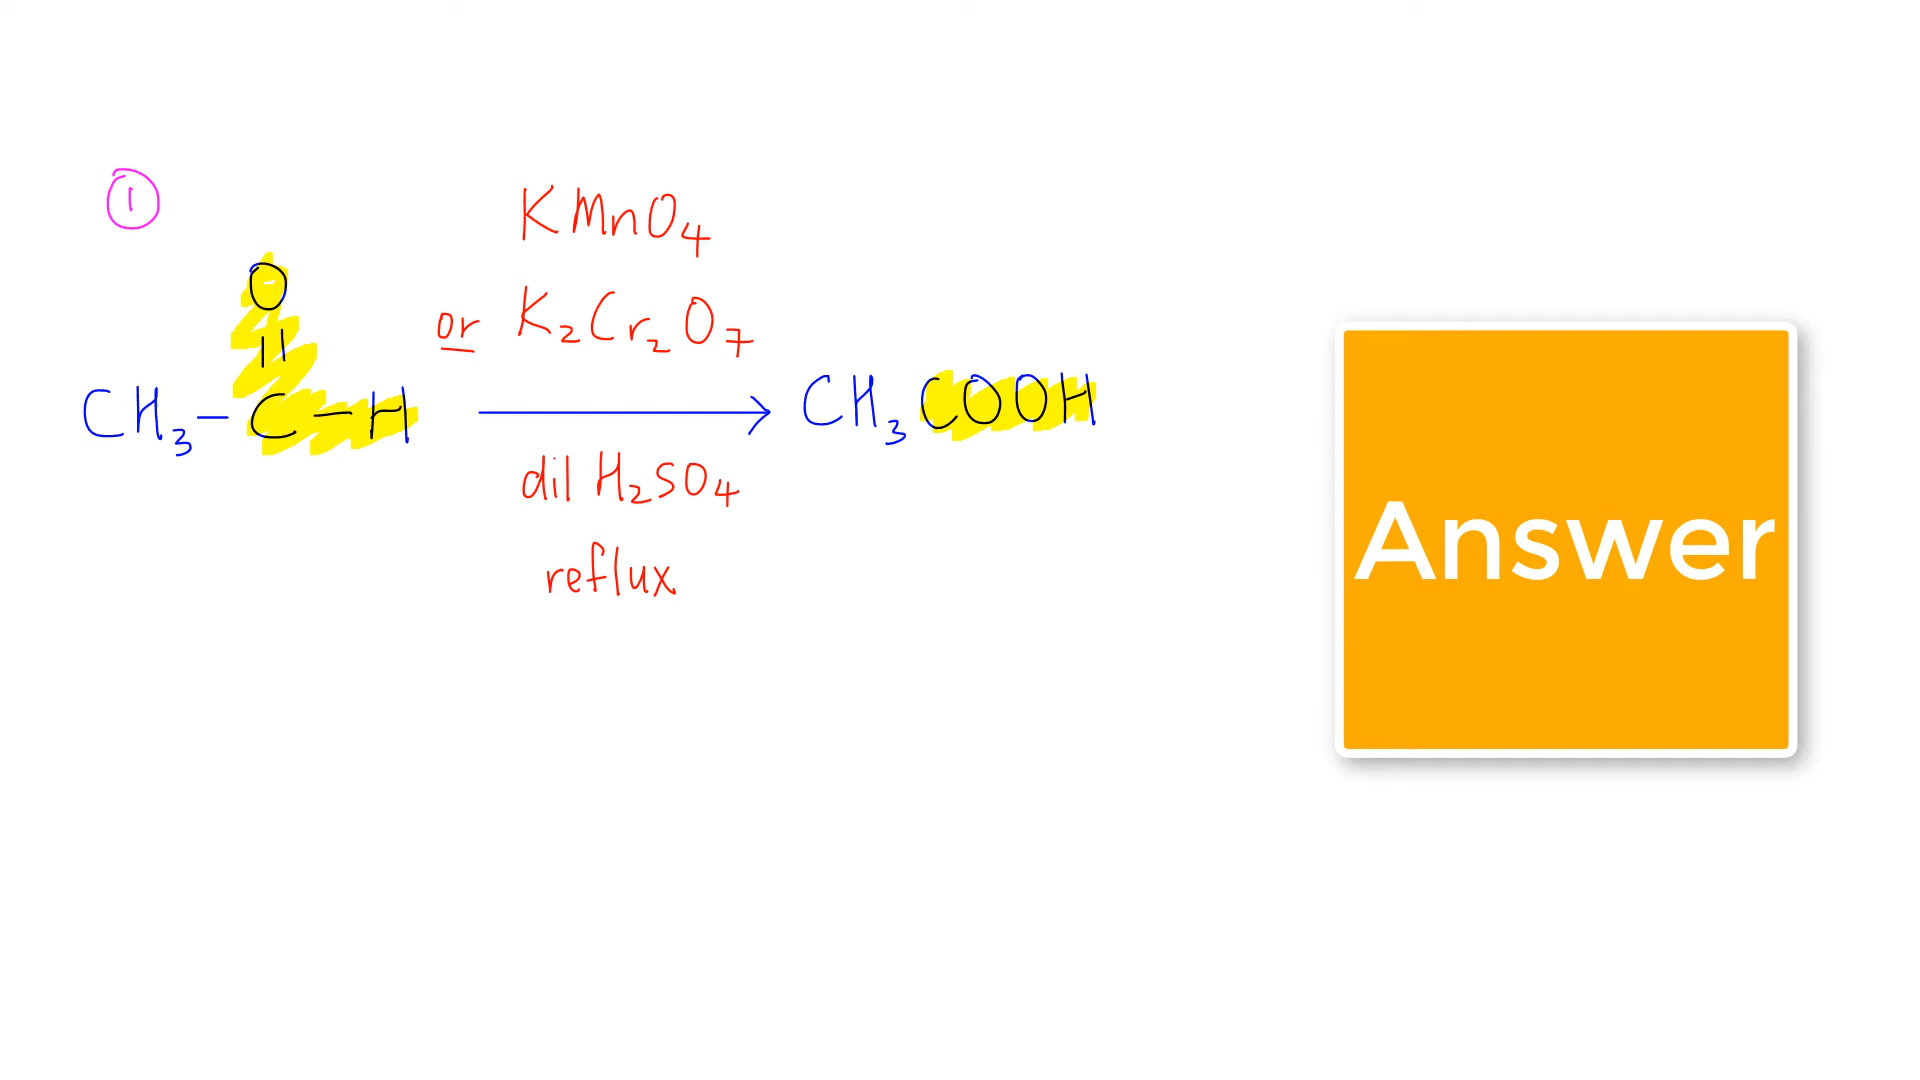 ①
KMnO₄
O
or K₂Cr₂O₇
||
CH₃–C–H ⟶ CH₃COOH
dil H₂SO₄
reflux
Answer